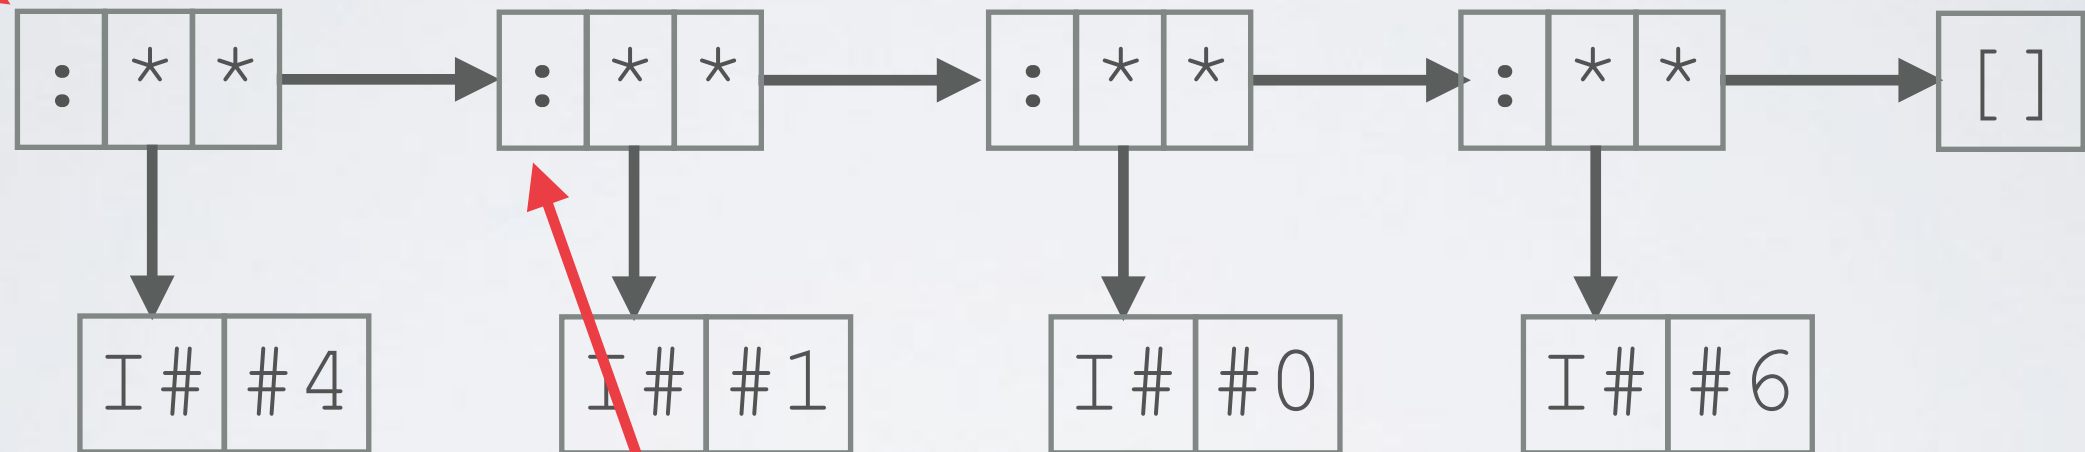 : * * : * * : * * : * * []
I# #4 I# #1 I# #0 I# #6